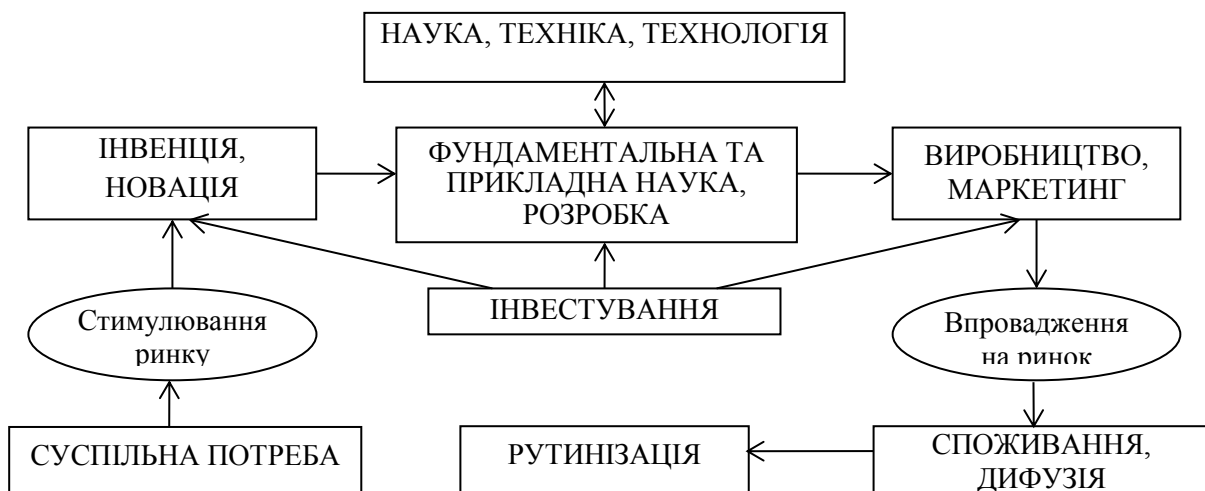 НАУКА, ТЕХНІКА, ТЕХНОЛОГІЯ
ІНВЕНЦІЯ,
НОВАЦІЯ
ФУНДАМЕНТАЛЬНА ТА
ПРИКЛАДНА НАУКА,
РОЗРОБКА
ВИРОБНИЦТВО,
МАРКЕТИНГ
ІНВЕСТУВАННЯ
Стимулювання
ринку
Впровадження
на ринок
СУСПІЛЬНА ПОТРЕБА
РУТИНІЗАЦІЯ
СПОЖИВАННЯ,
ДИФУЗІЯ